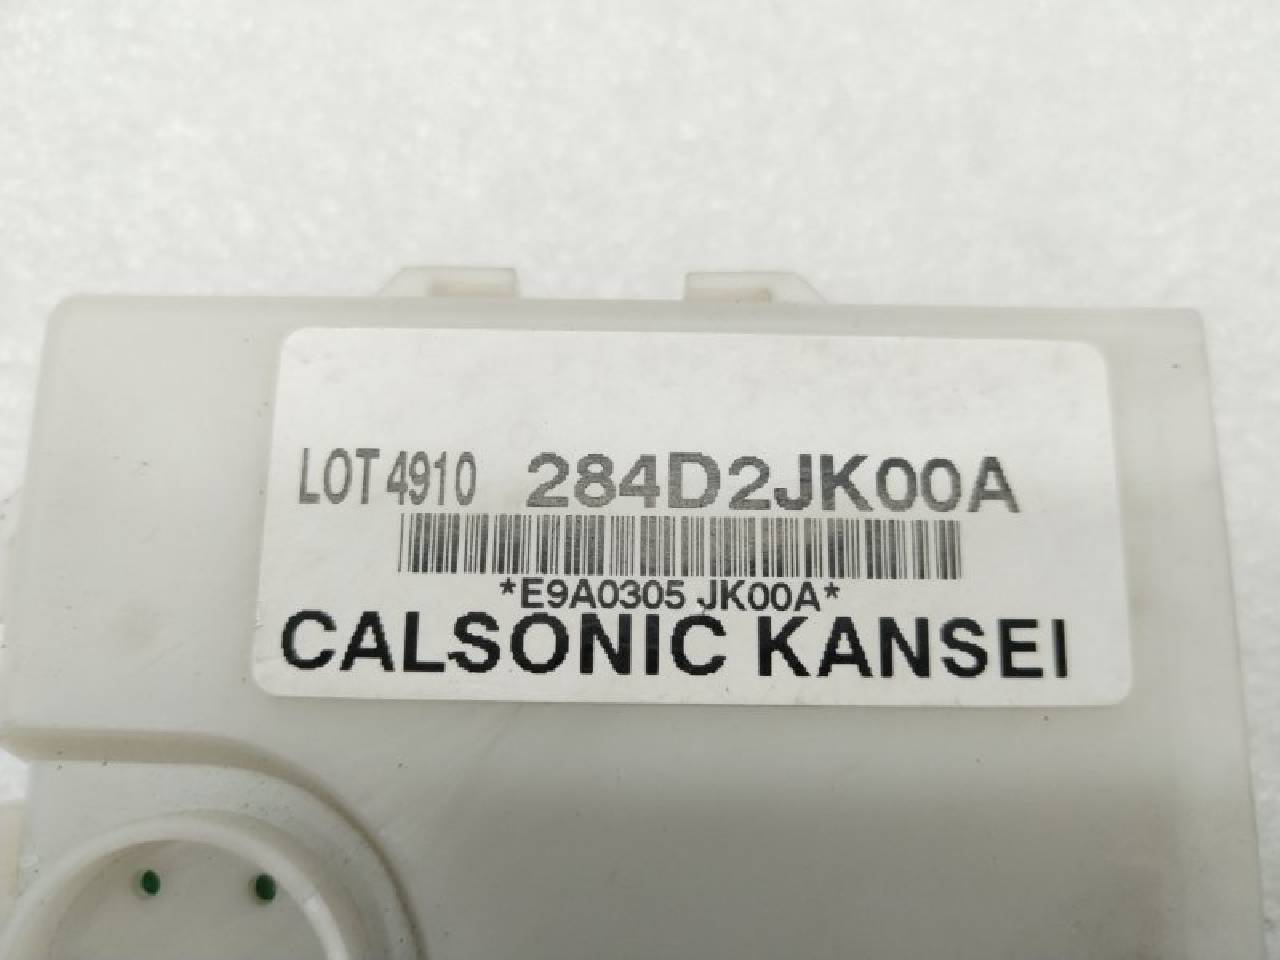 LOT 4910 284D2JK00A
*E9A0305 JK00A*
CALSONIC KANSEI